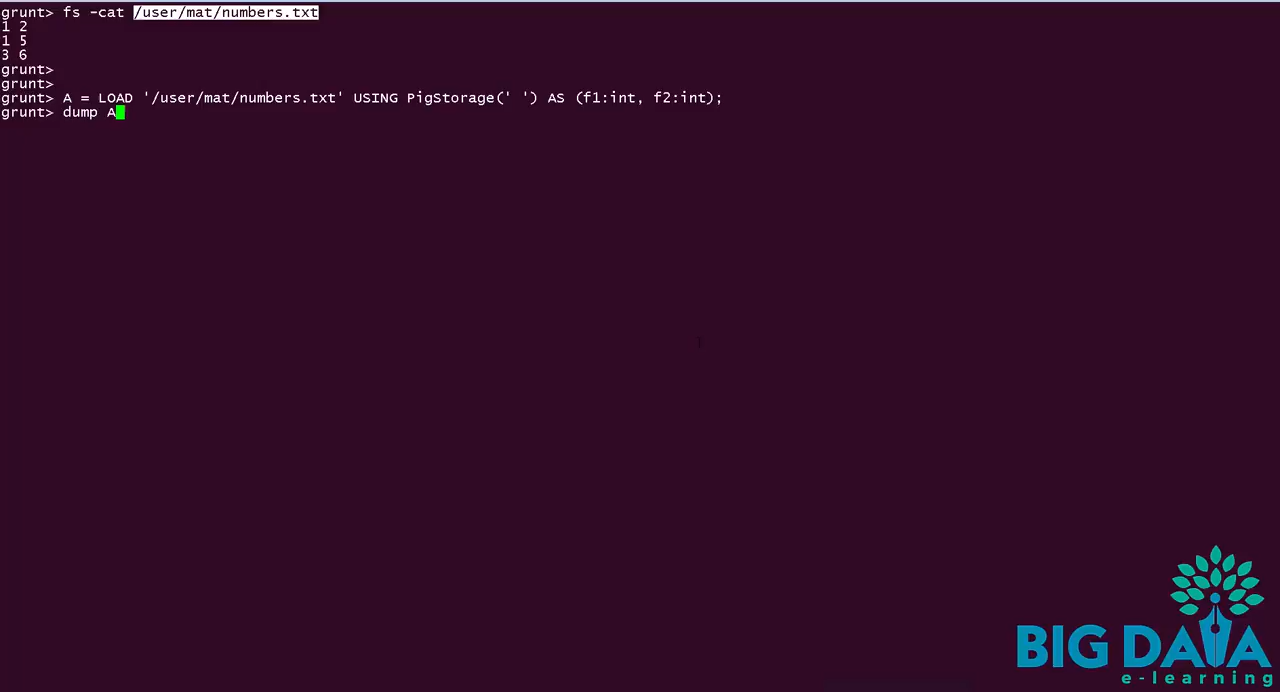 grunt> fs -cat /user/mat/numbers.txt
1 2
1 5
3 6
grunt>
grunt>
grunt> A = LOAD '/user/mat/numbers.txt' USING PigStorage(' ') AS (f1:int, f2:int);
grunt> dump A
BIG DATA
e-learning